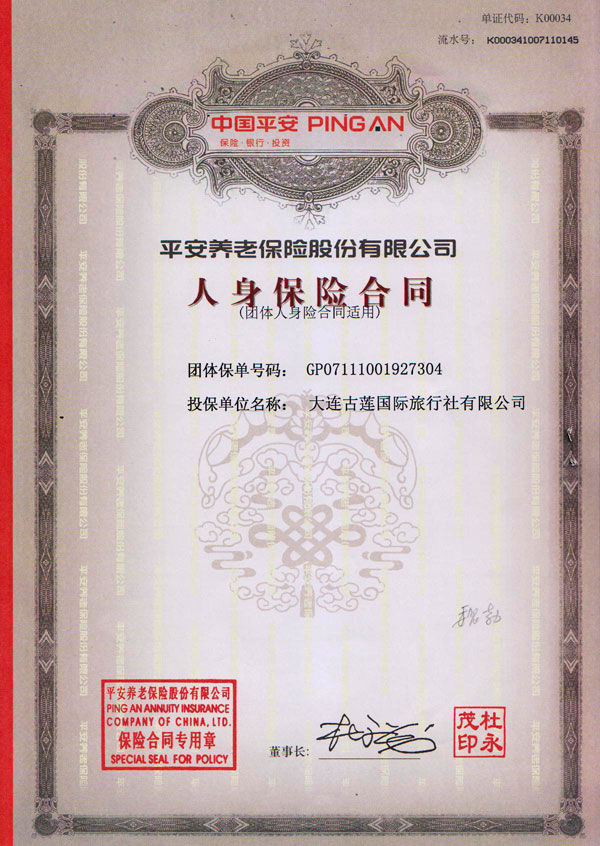 单证代码：K00034
流水号：K000341007110145
中国平安 PING AN
保险·银行·投资
平安养老保险股份有限公司
人身保险合同
(团体人身险合同适用)
团体保单号码： GP07111001927304
投保单位名称： 大连古莲国际旅行社有限公司
平安养老保险股份有限公司
PING AN ANNUITY INSURANCE
COMPANY OF CHINA, LTD.
保险合同专用章
SPECIAL SEAL FOR POLICY
董事长:
杜永
茂印